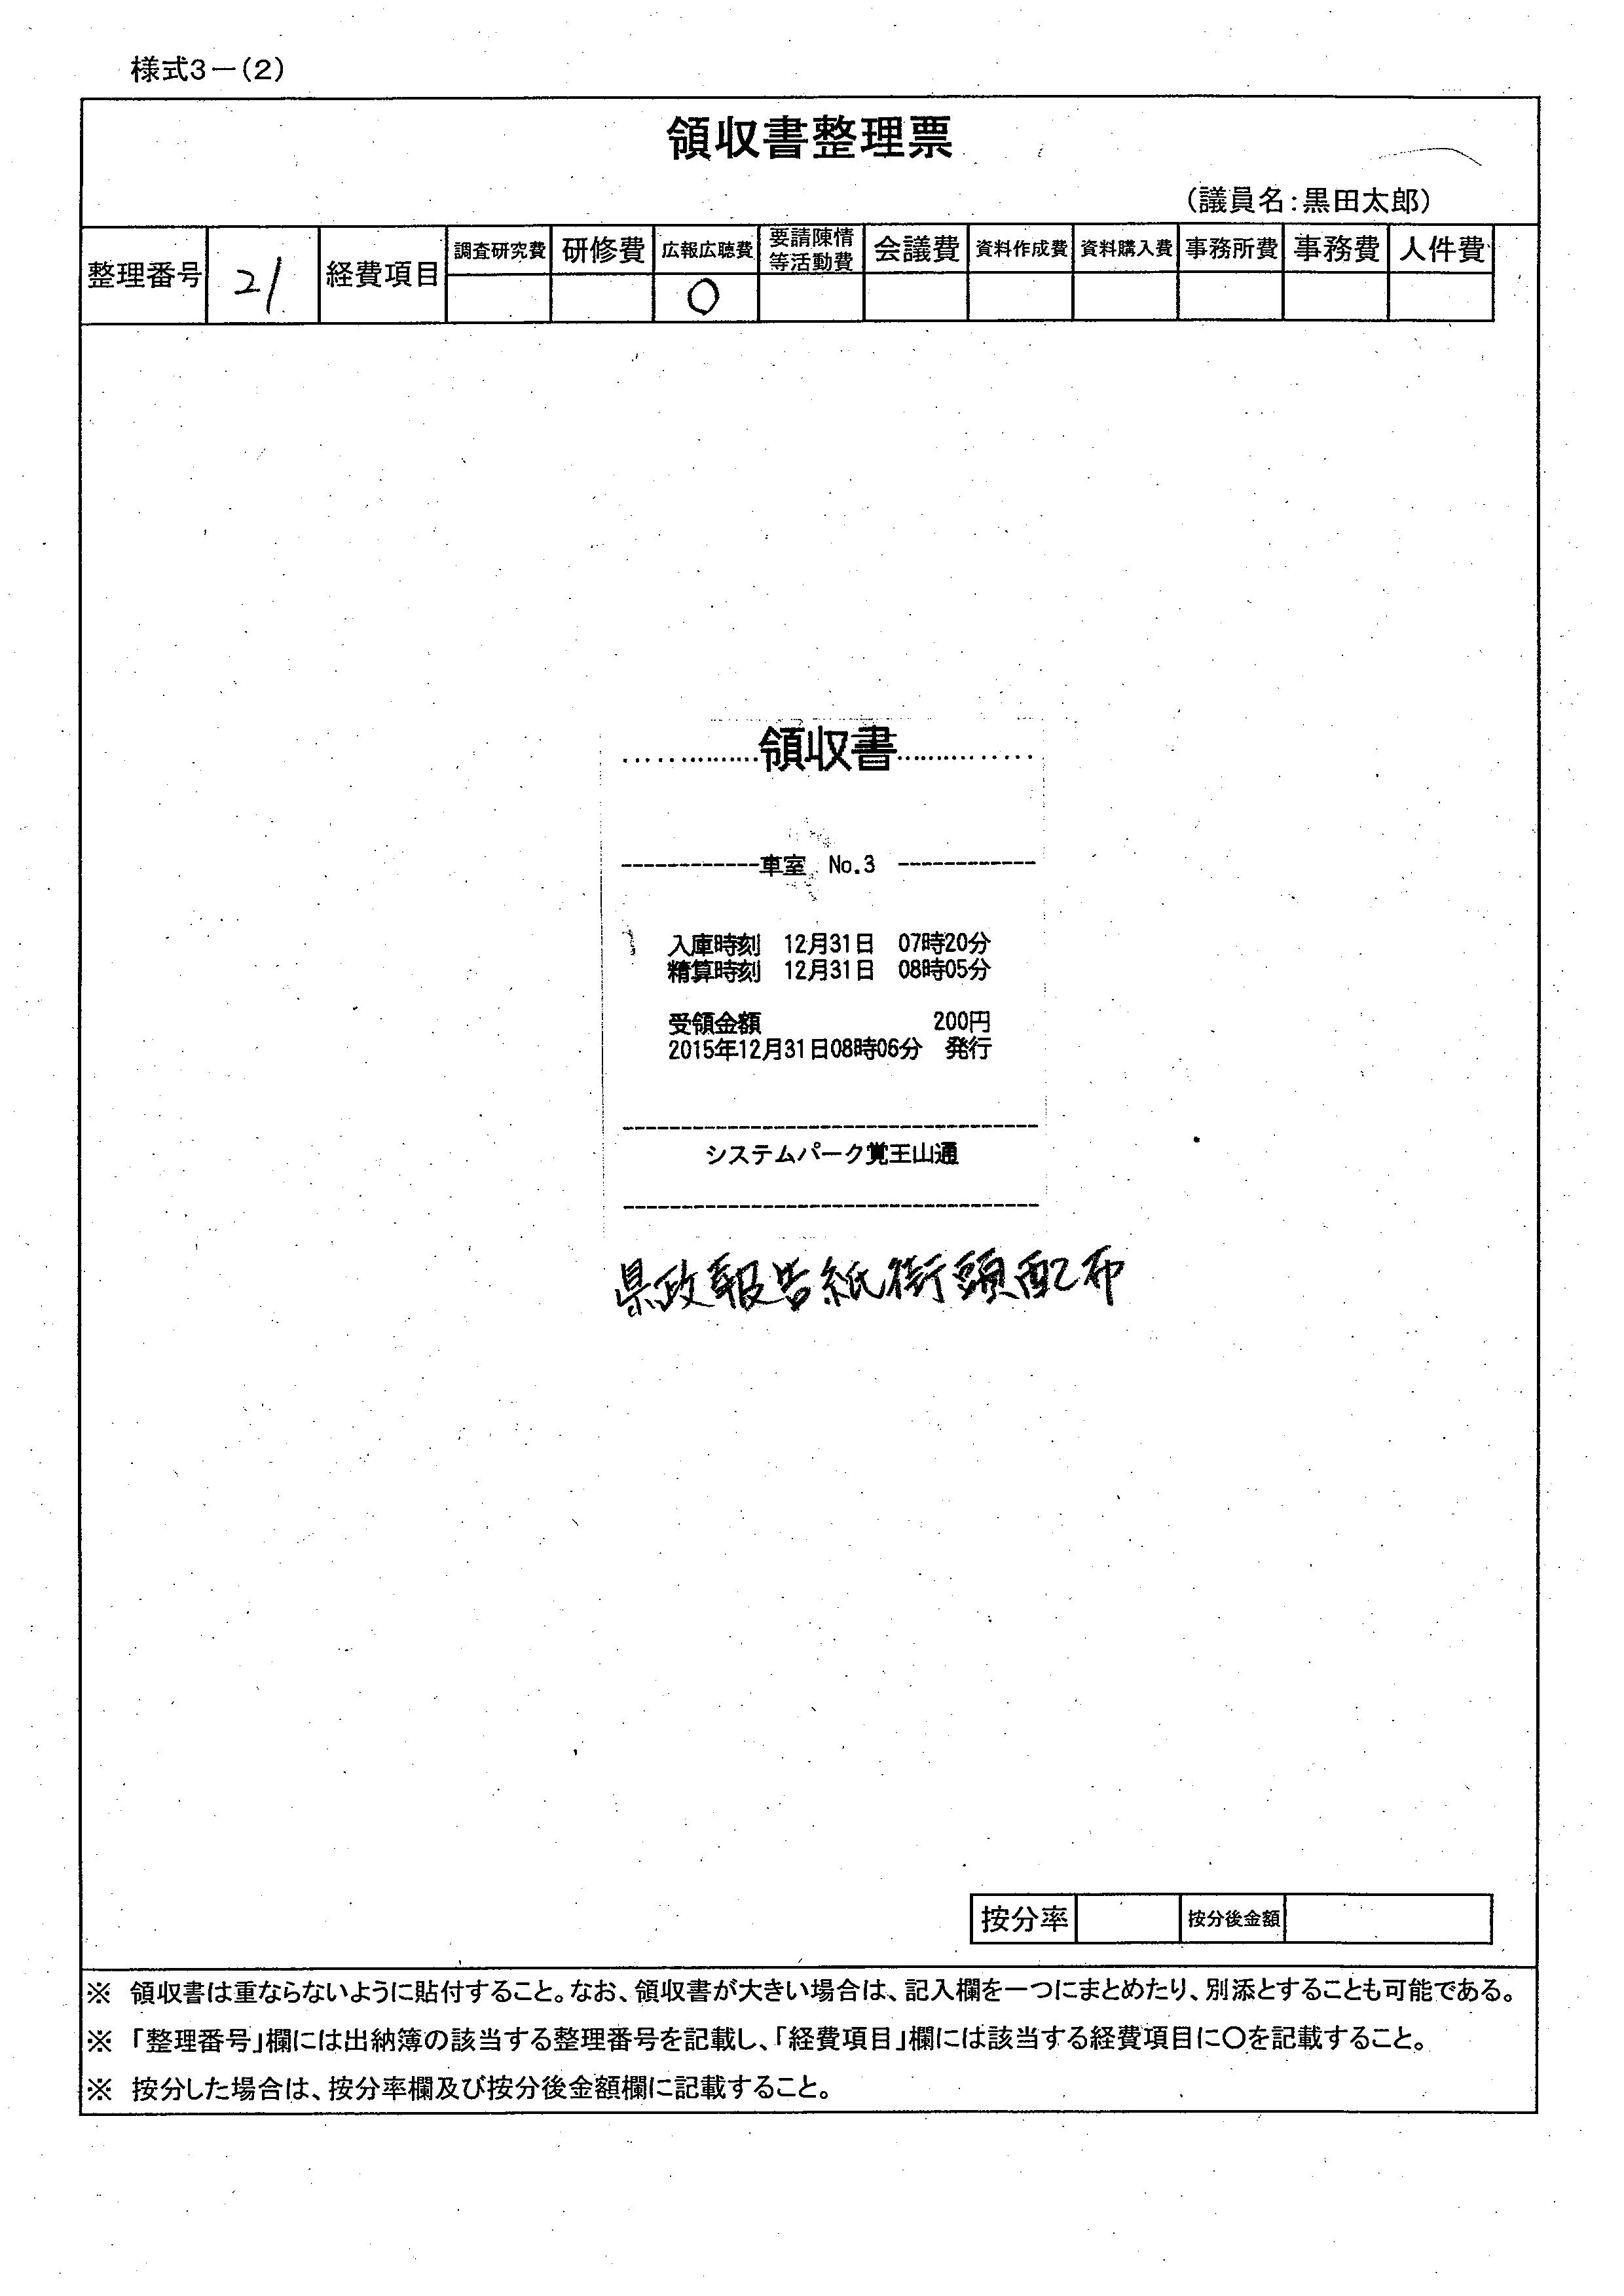 様式3－(2)
領収書整理票
(議員名:黒田太郎)
整理番号 21 経費項目 調査研究費 研修費 広報広聴費 要請陳情等活動費 会議費 資料作成費 資料購入費 事務所費 事務費 人件費
○
領収書
車室 No.3
入庫時刻 12月31日 07時20分
精算時刻 12月31日 08時05分
受領金額 200円
2015年12月31日08時06分 発行
システムパーク覚王山通
県政報告紙街頭配布
按分率 按分後金額
※ 領収書は重ならないように貼付すること。なお、領収書が大きい場合は、記入欄を一つにまとめたり、別添とすることも可能である。
※ 「整理番号」欄には出納簿の該当する整理番号を記載し、「経費項目」欄には該当する経費項目に○を記載すること。
※ 按分した場合は、按分率欄及び按分後金額欄に記載すること。